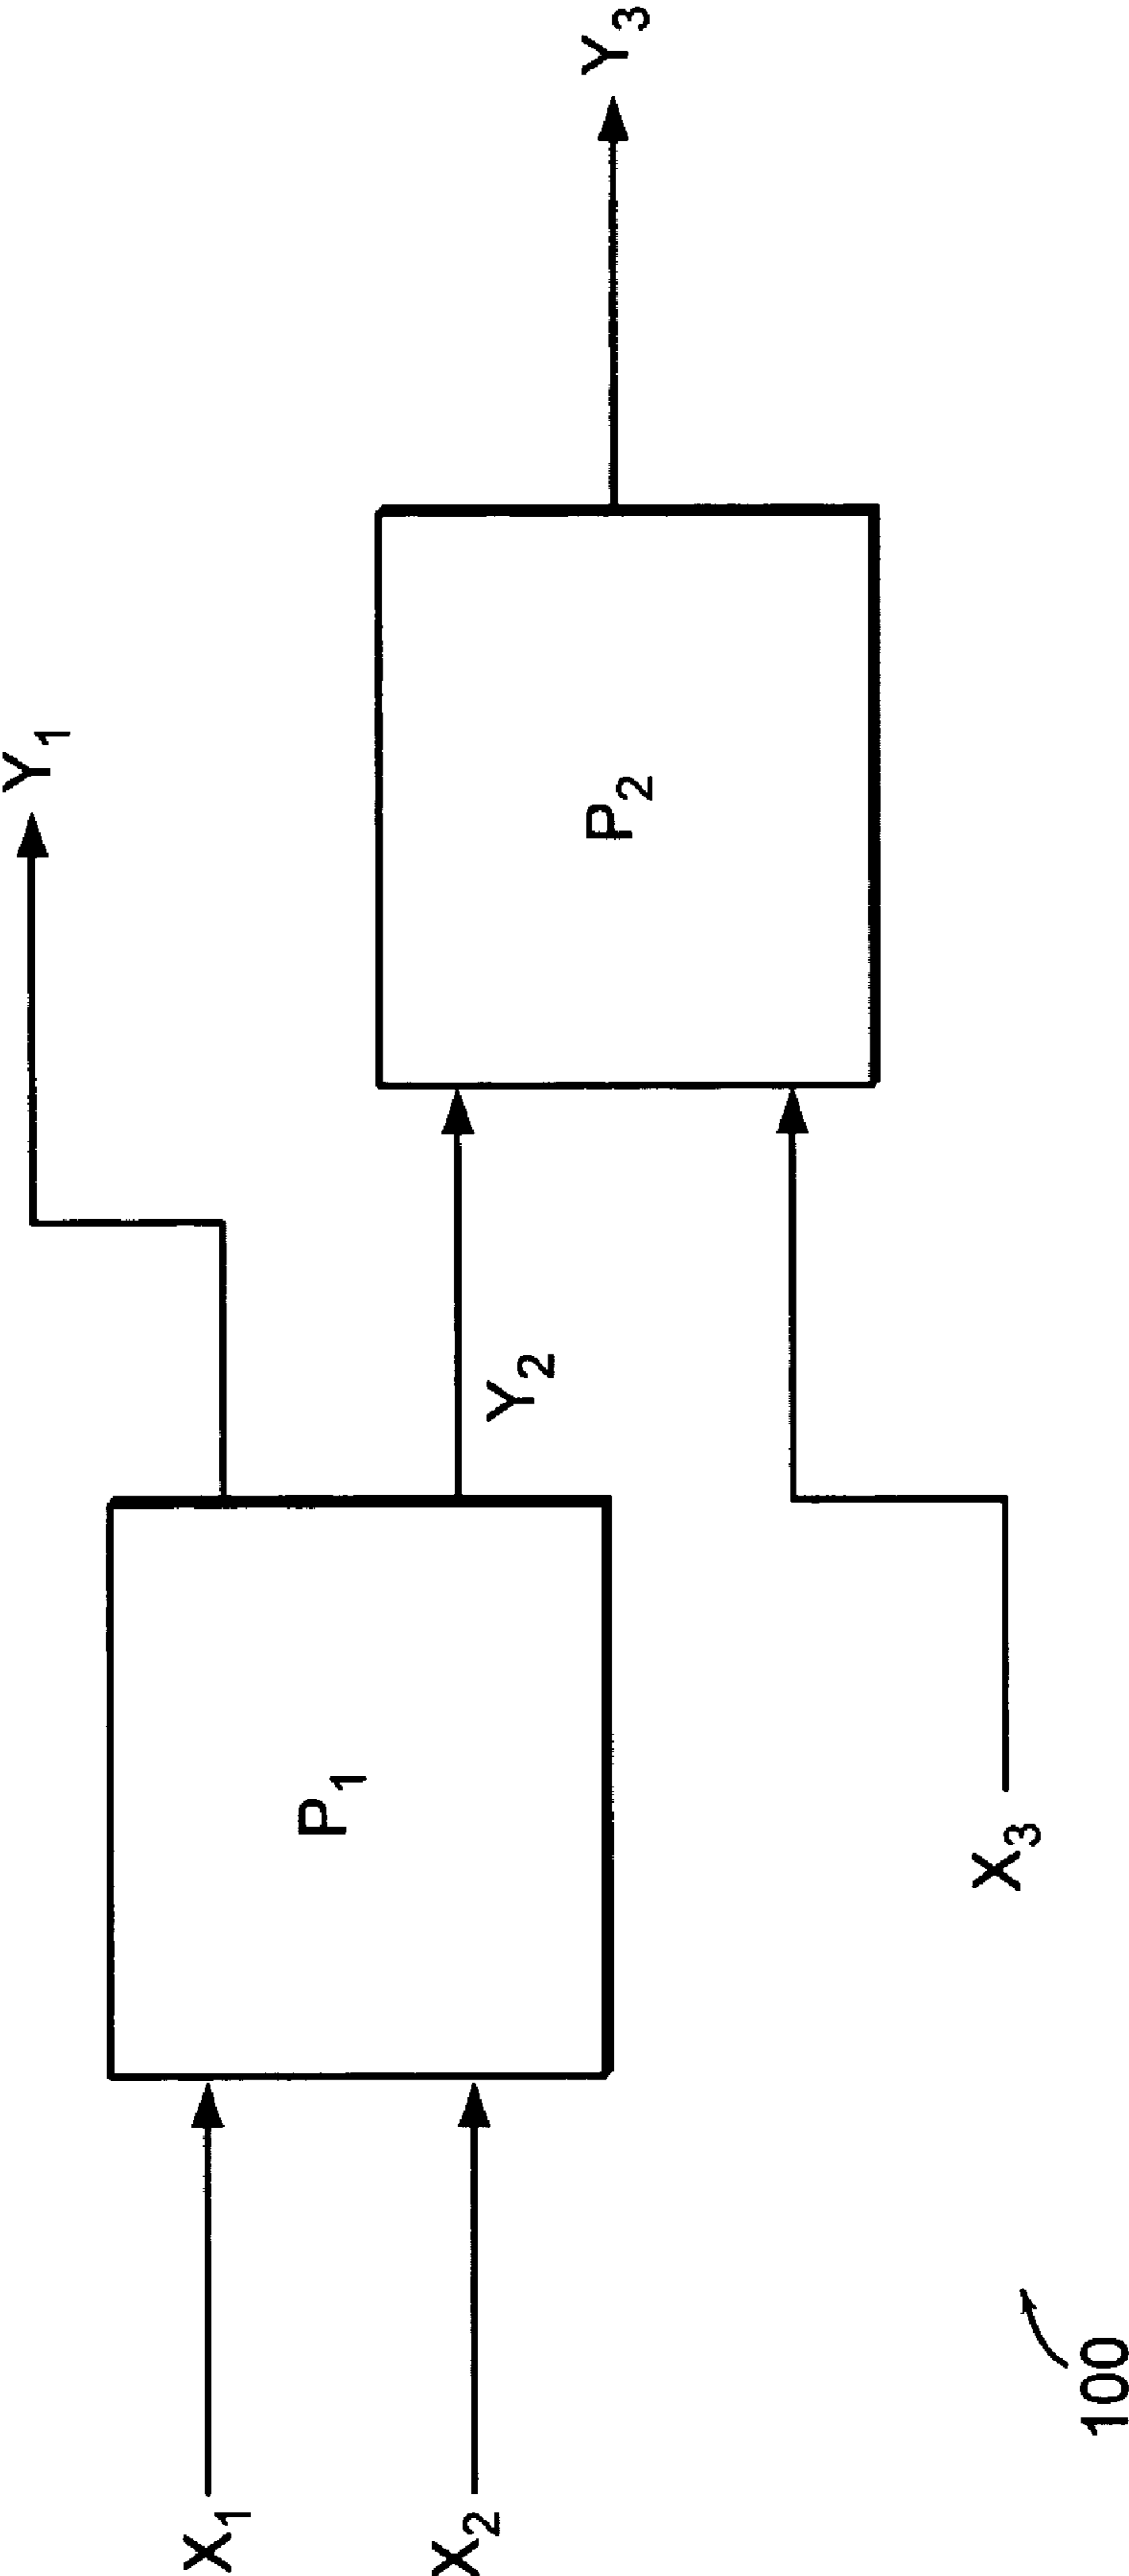 Y₁
X₁
P₁
Y₂
X₂
P₂
Y₃
X₃
100